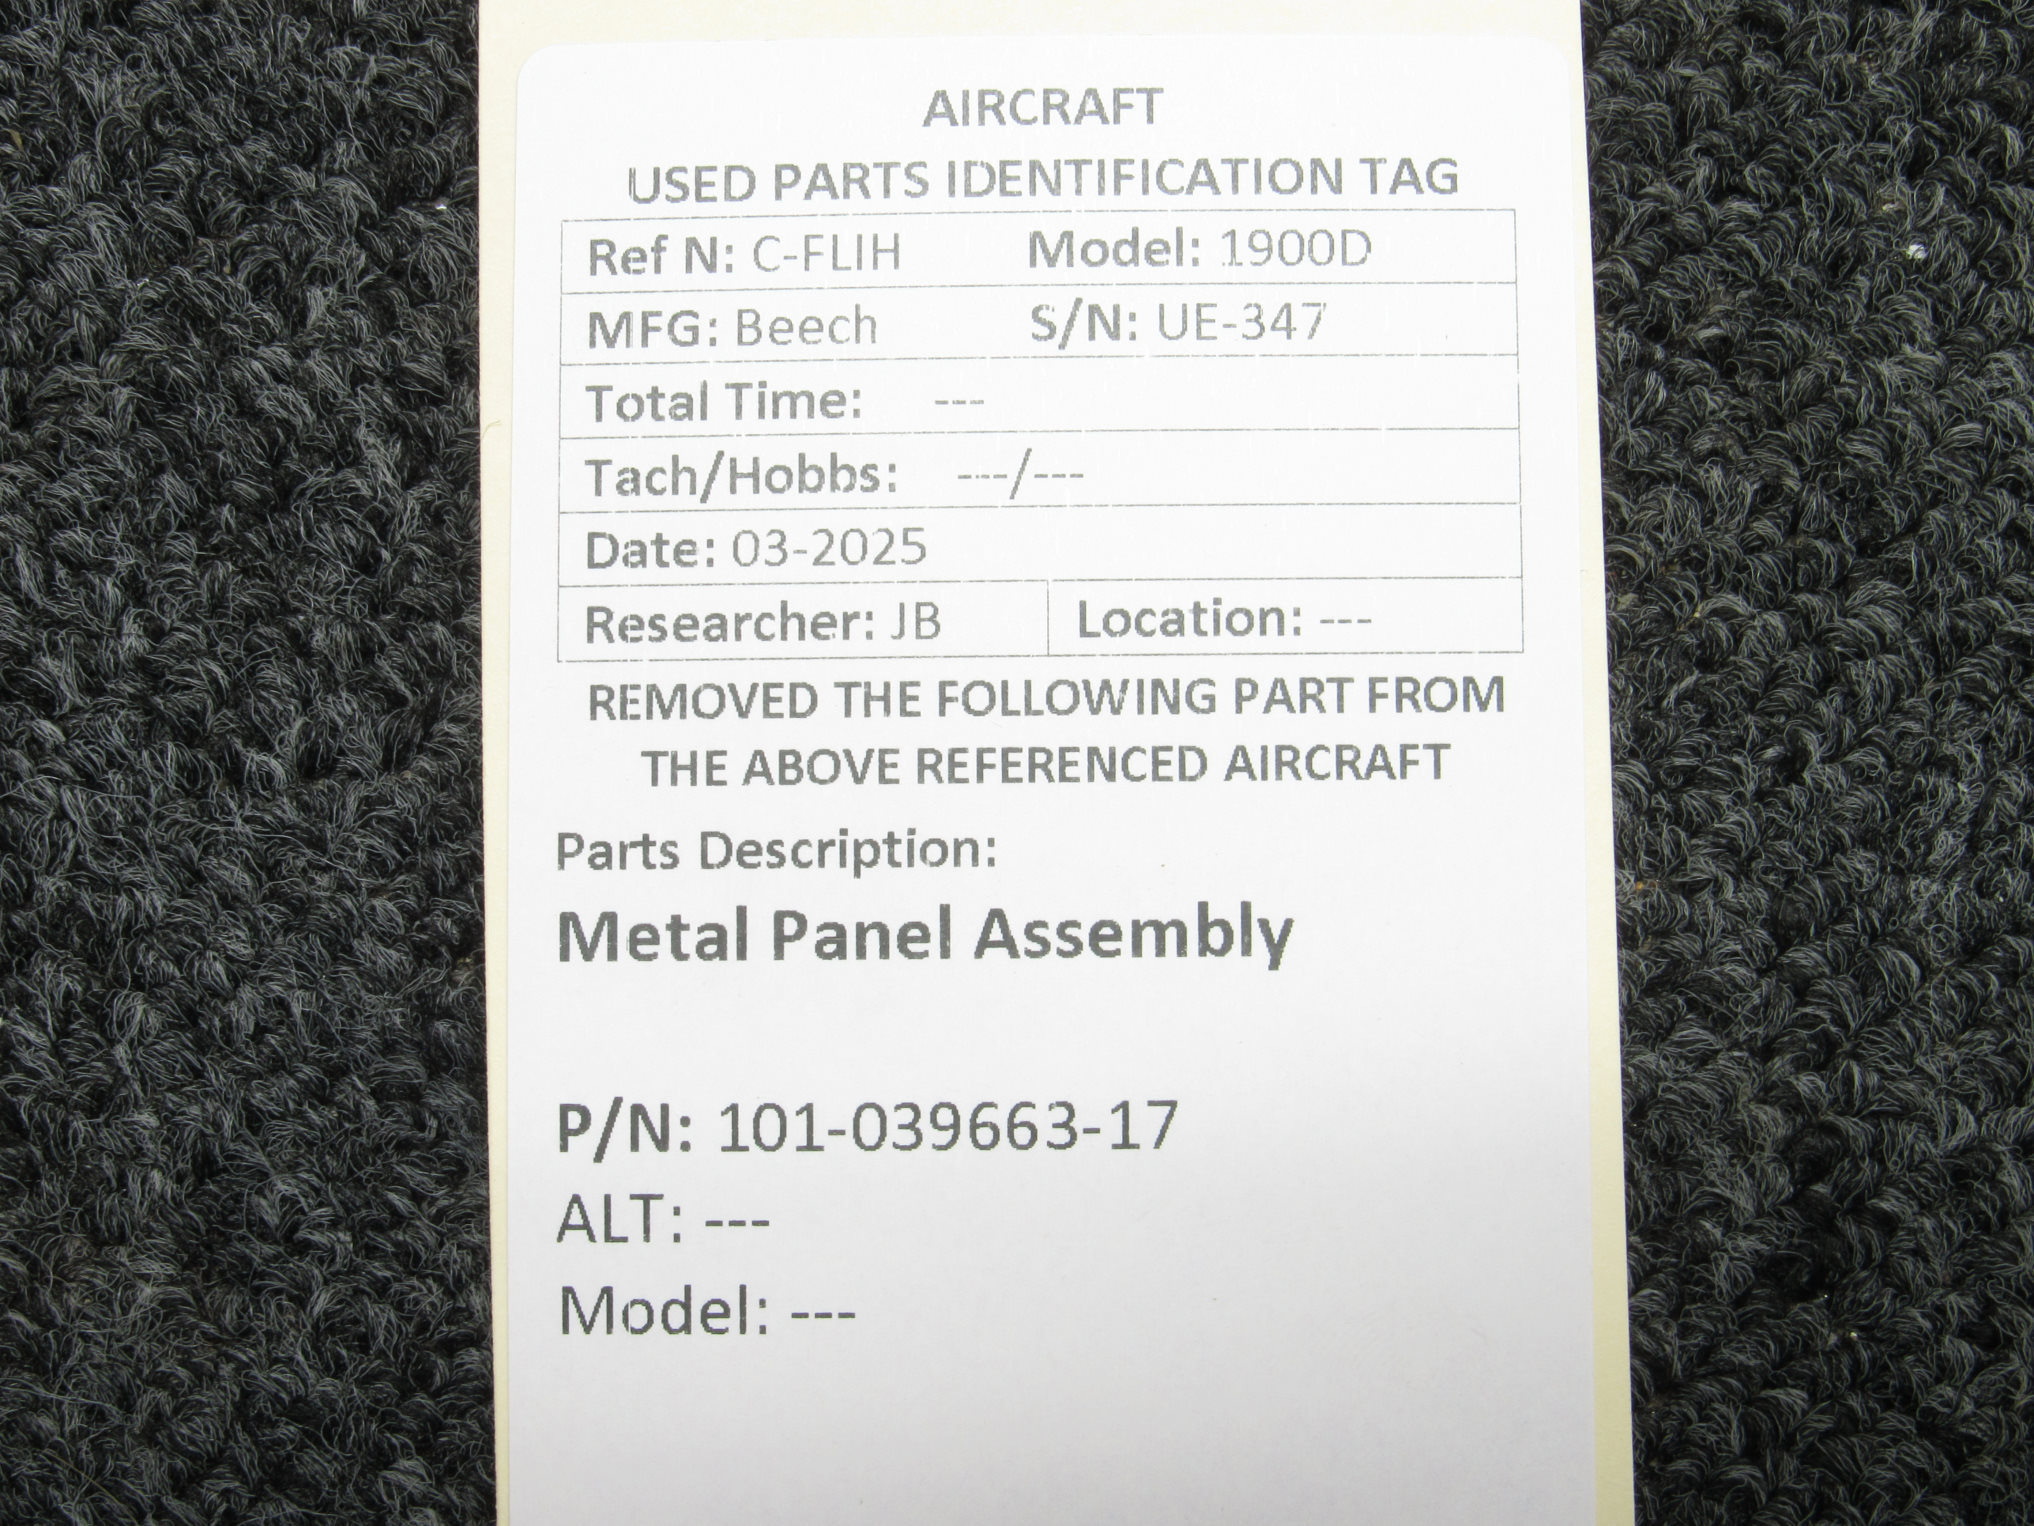 AIRCRAFT
USED PARTS IDENTIFICATION TAG
Ref N: C-FLIH Model: 1900D
MFG: Beech S/N: UE-347
Total Time: ---
Tach/Hobbs: ---/---
Date: 03-2025
Researcher: JB Location: ---
REMOVED THE FOLLOWING PART FROM
THE ABOVE REFERENCED AIRCRAFT
Parts Description:
Metal Panel Assembly
P/N: 101-039663-17
ALT: ---
Model: ---